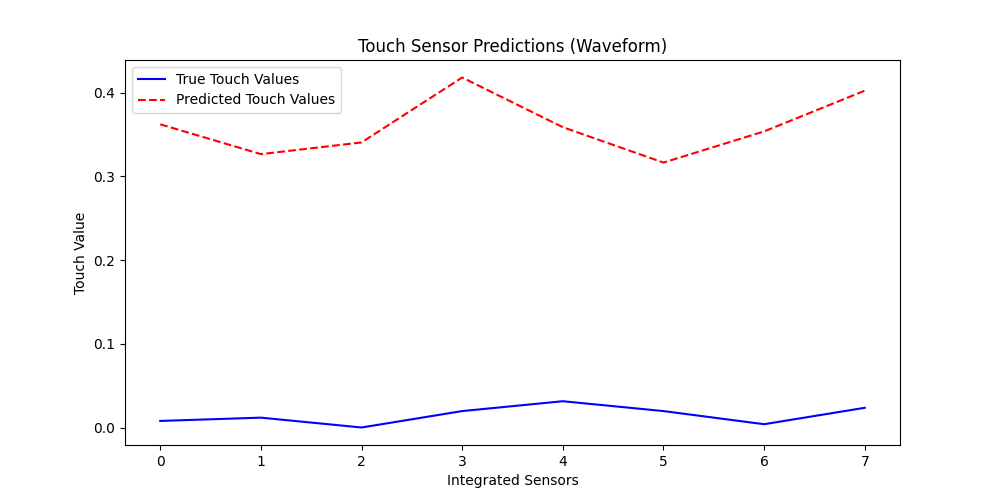 Touch Sensor Predictions (Waveform)
True Touch Values
Predicted Touch Values
0.4
0.3
0.2
0.1
0.0
Touch Value
0 1 2 3 4 5 6 7
Integrated Sensors